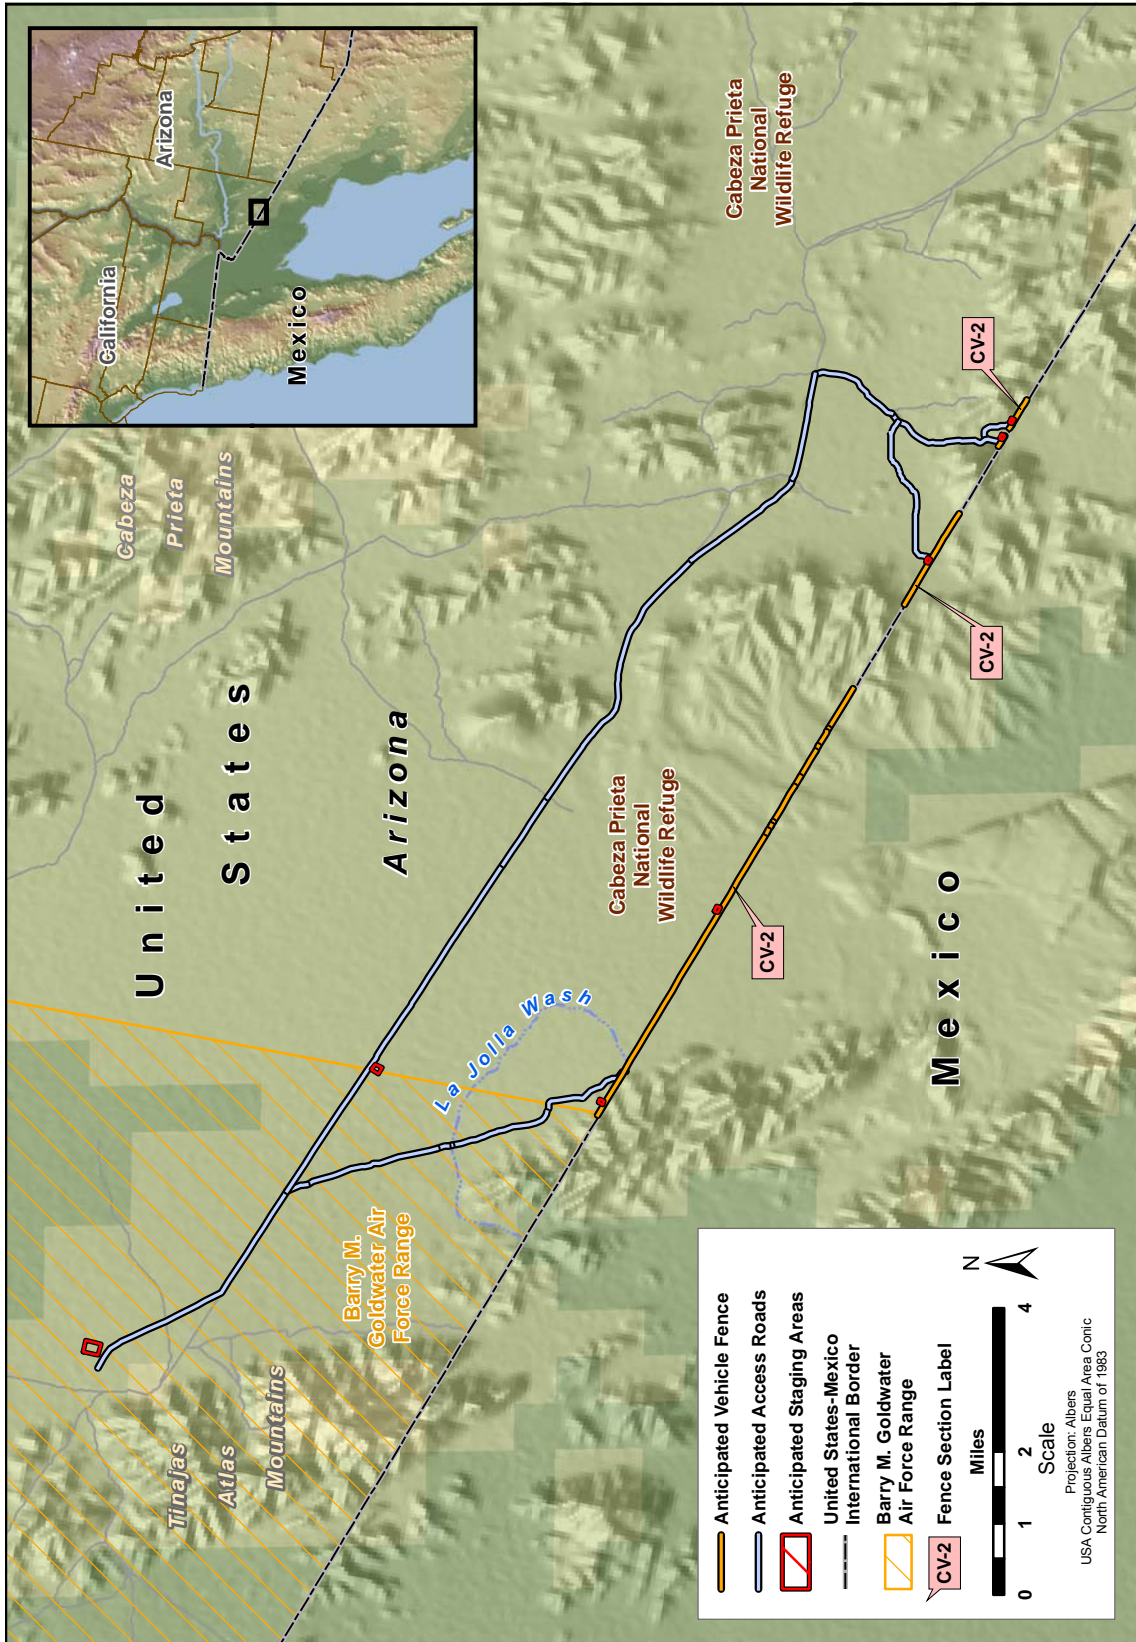 California
Arizona
Mexico
United
States
Arizona
Cabeza
Prieta
Mountains
Cabeza Prieta
National
Wildlife Refuge
Cabeza Prieta
National
Wildlife Refuge
La Jolla Wash
Barry M.
Goldwater Air
Force Range
Tinajas
Atlas
Mountains
Mexico
CV-2
CV-2
CV-2
Anticipated Vehicle Fence
Anticipated Access Roads
Anticipated Staging Areas
United States-Mexico
International Border
Barry M. Goldwater
Air Force Range
CV-2 Fence Section Label
Miles
0 1 2 4
Scale
N
Projection: Albers
USA Contiguous Albers Equal Area Conic
North American Datum of 1983